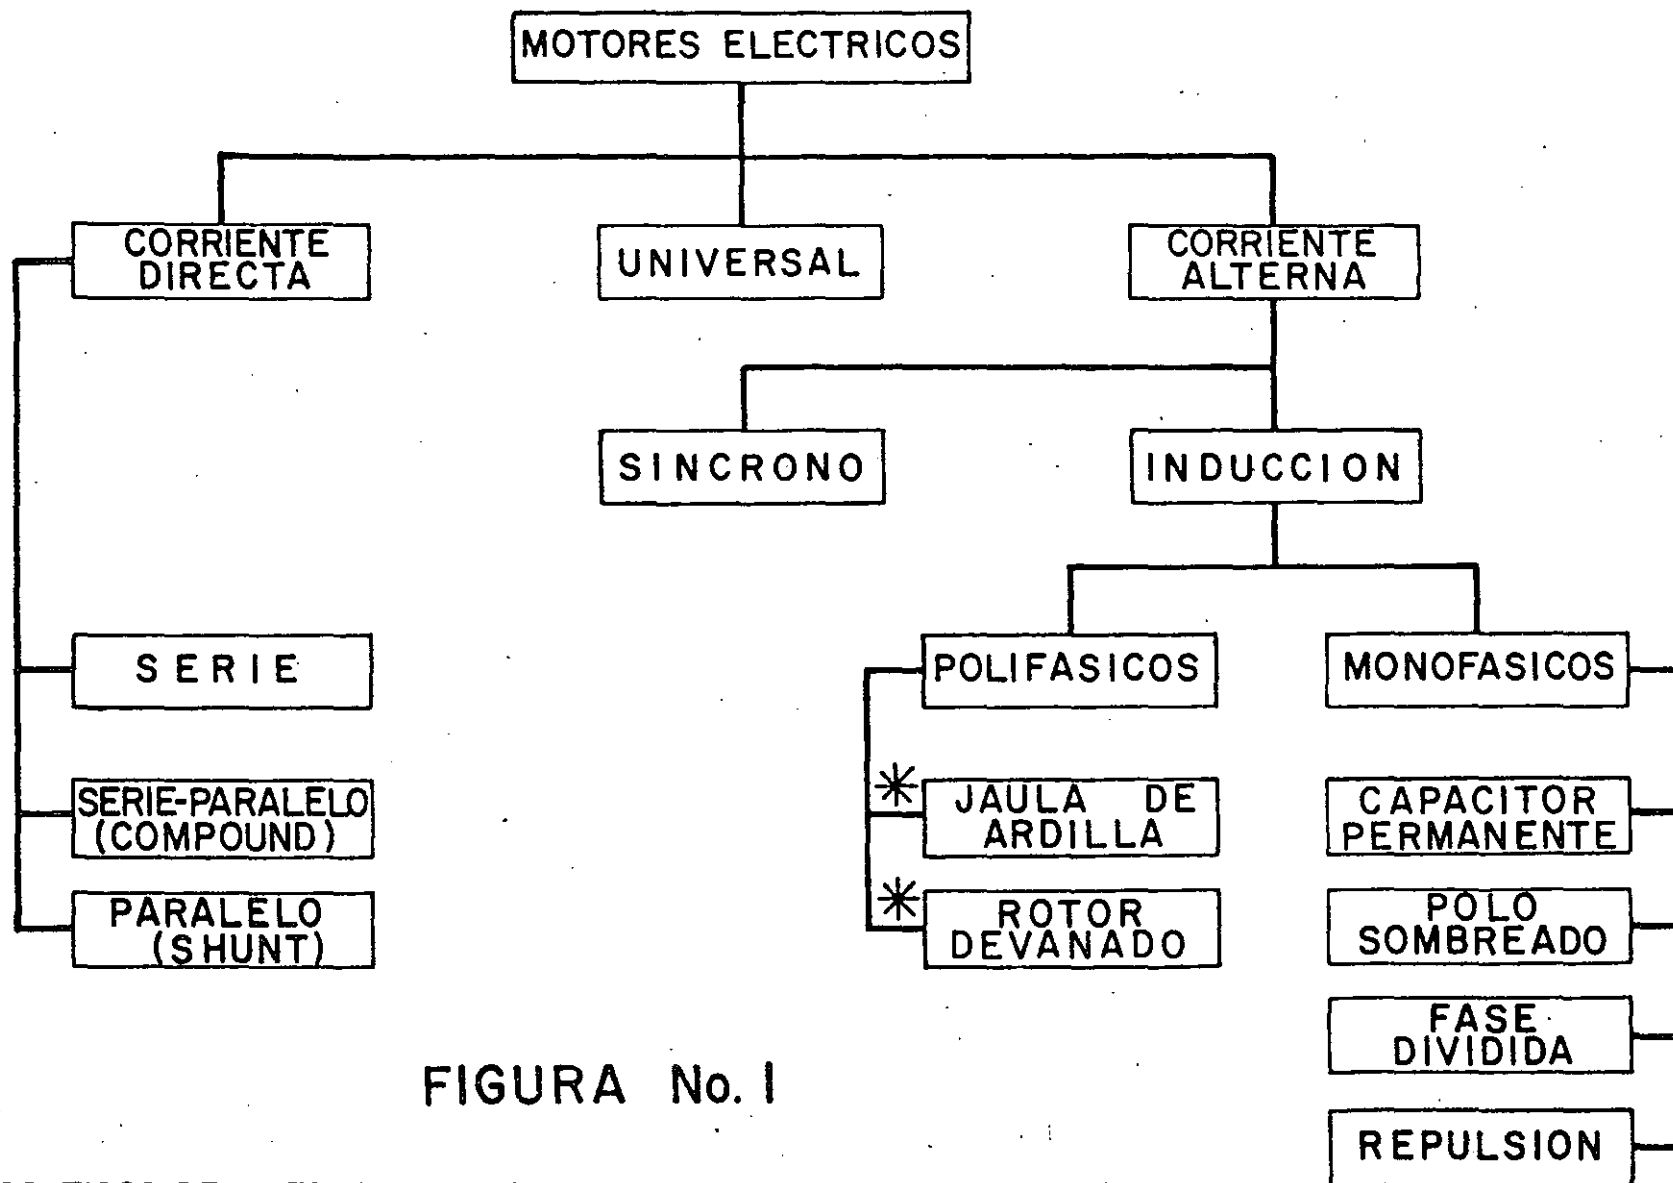 MOTORES ELECTRICOS
CORRIENTE
DIRECTA
UNIVERSAL
CORRIENTE
ALTERNA
SINCRONO
INDUCCION
SERIE
POLIFASICOS
MONOFASICOS
SERIE-PARALELO
(COMPOUND)
JAULA DE
ARDILLA
CAPACITOR
PERMANENTE
PARALELO
(SHUNT)
ROTOR
DEVANADO
POLO
SOMBREADO
FASE
DIVIDIDA
FIGURA No. 1
REPULSION